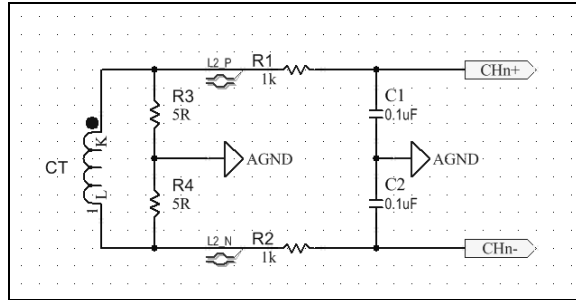 L2_P
R1
1k
CHn+
R3
5R
C1
0.1uF
CT
K
AGND
AGND
R4
5R
C2
0.1uF
L
1
L2_N
R2
1k
CHn-